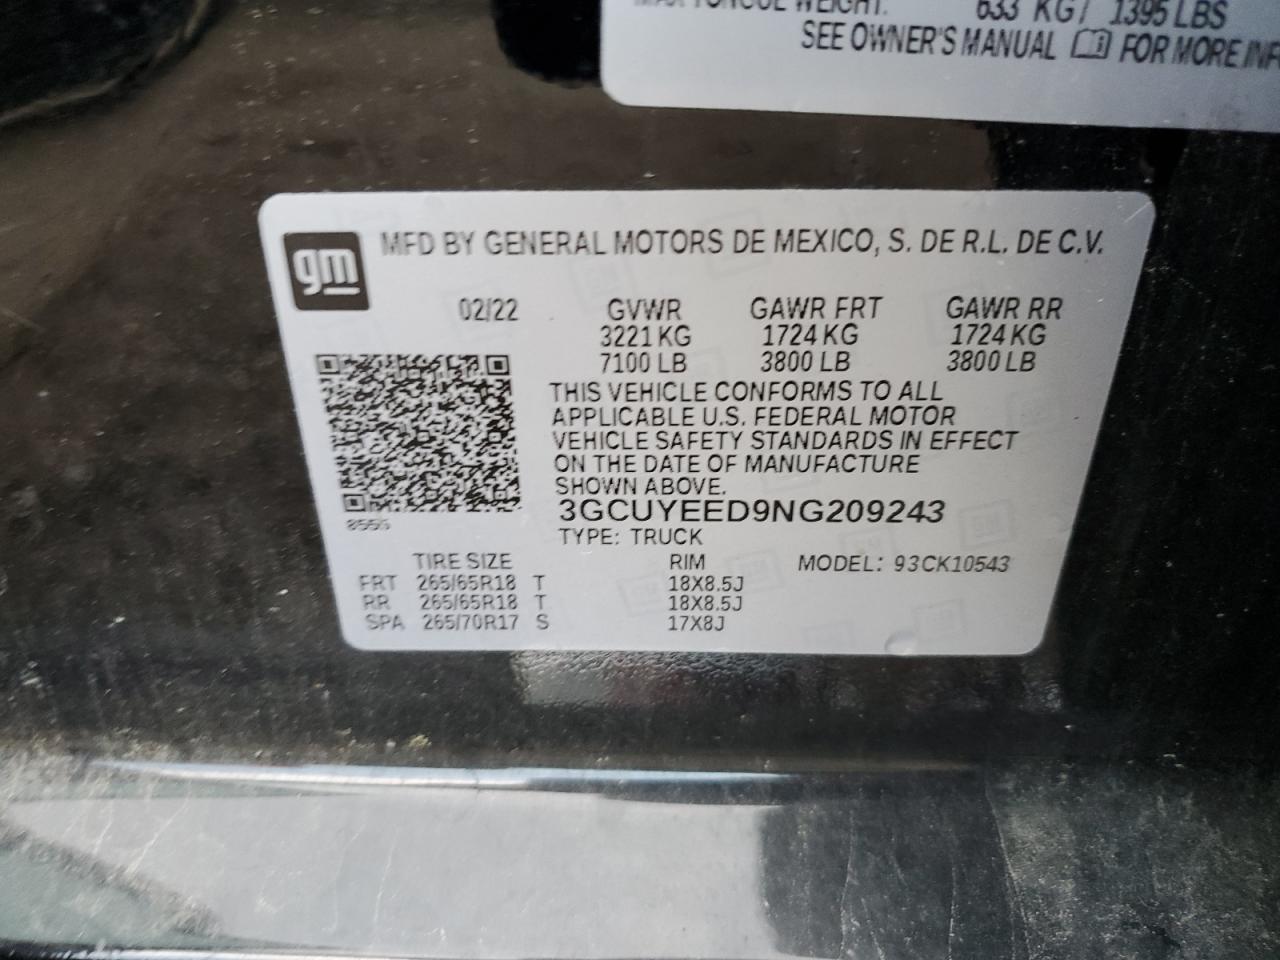 633 KG / 1395 LBS
SEE OWNER'S MANUAL FOR MORE
gm
MFD BY GENERAL MOTORS DE MEXICO, S. DE R.L. DE C.V.
02/22 GVWR GAWR FRT GAWR RR
3221 KG 1724 KG 1724 KG
7100 LB 3800 LB 3800 LB
THIS VEHICLE CONFORMS TO ALL
APPLICABLE U.S. FEDERAL MOTOR
VEHICLE SAFETY STANDARDS IN EFFECT
ON THE DATE OF MANUFACTURE
SHOWN ABOVE.
3GCUYEED9NG209243
TYPE: TRUCK
TIRE SIZE RIM MODEL: 93CK10543
FRT 265/65R18 T 18X8.5J
RR 265/65R18 T 18X8.5J
SPA 265/70R17 S 17X8J